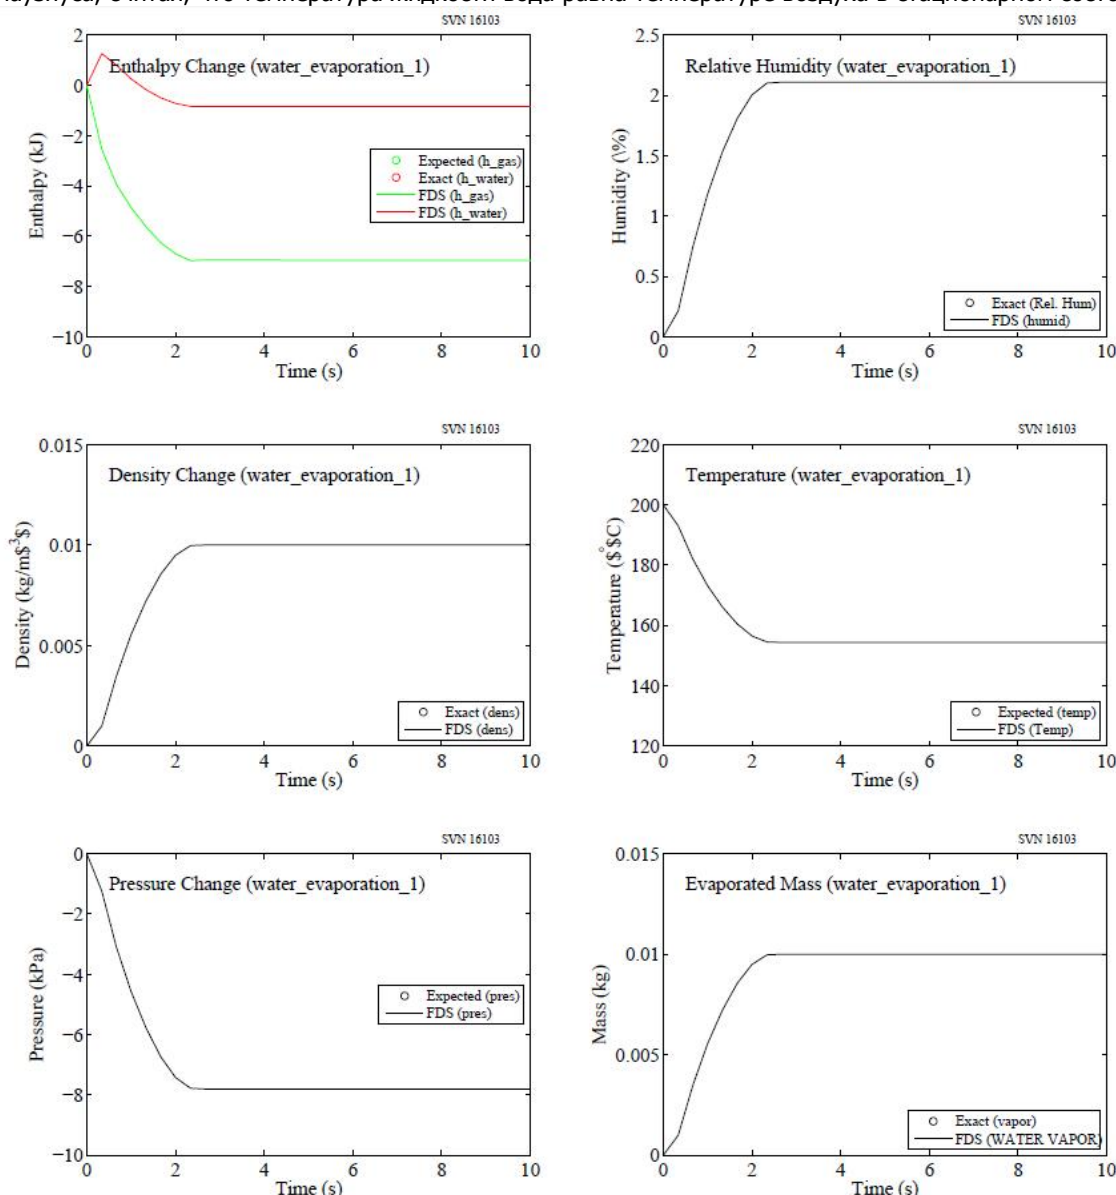 что температура жидкости вода равна температуре воздуха в стационарном
SVN 16103
Enthalpy Change (water_evaporation_1)
2
0
−2
−4
−6
−8
−10
Enthalpy (kJ)
Expected (h_gas)
Exact (h_water)
FDS (h_gas)
FDS (h_water)
0 2 4 6 8 10
Time (s)
Relative Humidity (water_evaporation_1)
2.5
2
1.5
1
0.5
0
Humidity (\%)
Exact (Rel. Hum)
FDS (humid)
0 2 4 6 8 10
Time (s)
SVN 16103
Density Change (water_evaporation_1)
0.015
0.01
0.005
0
Density (kg/m$^3$)
Exact (dens)
FDS (dens)
0 2 4 6 8 10
Time (s)
SVN 16103
Temperature (water_evaporation_1)
220
200
180
160
140
120
Temperature ($°$C)
Expected (temp)
FDS (Temp)
0 2 4 6 8 10
Time (s)
SVN 16103
Pressure Change (water_evaporation_1)
0
−2
−4
−6
−8
−10
Pressure (kPa)
Expected (pres)
FDS (pres)
0 2 4 6 8 10
Time (s)
SVN 16103
Evaporated Mass (water_evaporation_1)
0.015
0.01
0.005
0
Mass (kg)
Exact (vapor)
FDS (WATER VAPOR)
0 2 4 6 8 10
Time (s)